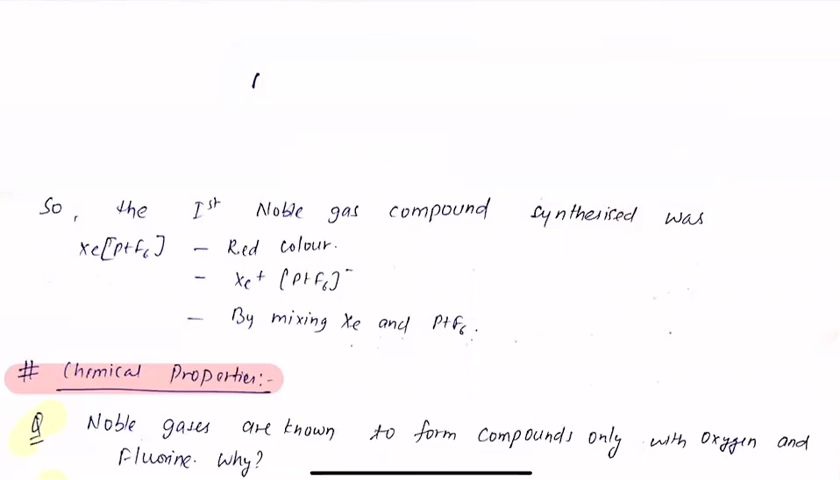 So, the Ist Noble gas compound synthesised was
Xe[PtF6] – Red colour.
– Xe+ [PtF6]-
– By mixing Xe and PtF6.
# Chemical Properties:-
Q Noble gases are known to form compounds only with oxygen and
Fluorine. Why?